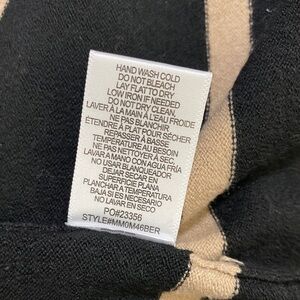 HAND WASH COLD
DO NOT BLEACH
LAY FLAT TO DRY
LOW IRON IF NEEDED
DO NOT DRY CLEAN.
LAVER À LA MAIN À L'EAU FROIDE
NE PAS BLANCHIR
ÉTENDRE À PLAT POUR SÉCHER
REPASSER À BASSE
TEMPÉRATURE AU BESOIN
NE PAS NETTOYER À SEC,
LAVAR A MANO CON AGUA FRÍA
NO USAR BLANQUEADOR
DEJAR SECAR EN
SUPERFICIE PLANA
PLANCHAR A TEMPERATURA
BAJA SI ES NECESARIO
NO LAVAR EN SECO
PO#23356
STYLE#MM0M46BER